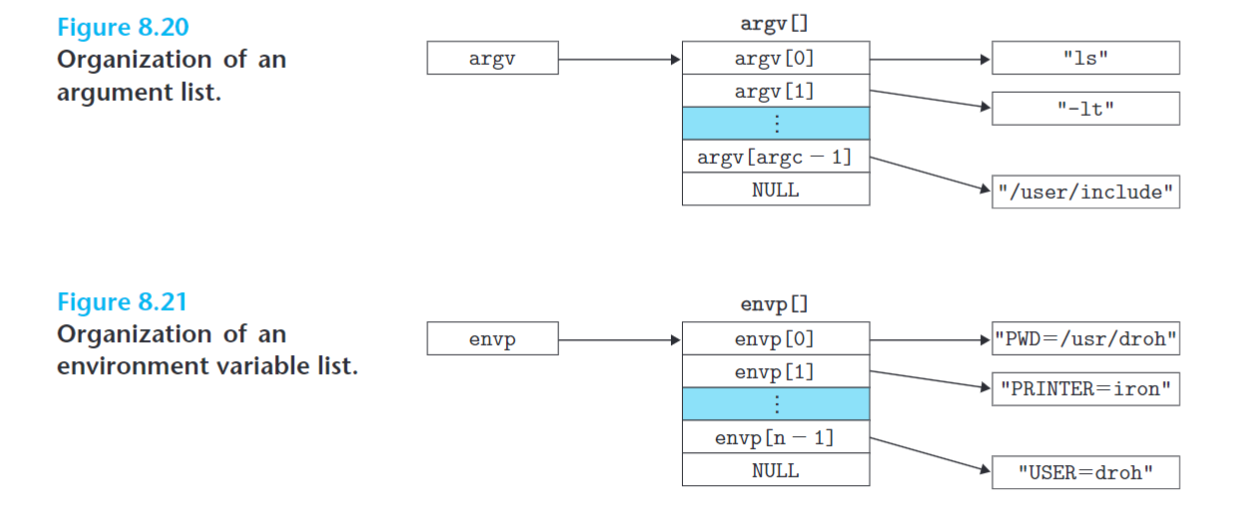 Figure 8.20
Organization of an
argument list.
argv[]
argv
argv[0]
"ls"
argv[1]
"-lt"
⋮
argv[argc − 1]
NULL
"/user/include"
Figure 8.21
Organization of an
environment variable list.
envp[]
envp
envp[0]
"PWD=/usr/droh"
envp[1]
"PRINTER=iron"
⋮
envp[n − 1]
NULL
"USER=droh"